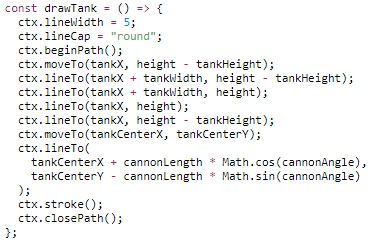 const drawTank = () => {
  ctx.lineWidth = 5;
  ctx.lineCap = "round";
  ctx.beginPath();
  ctx.moveTo(tankX, height - tankHeight);
  ctx.lineTo(tankX + tankWidth, height - tankHeight);
  ctx.lineTo(tankX + tankWidth, height);
  ctx.lineTo(tankX, height);
  ctx.lineTo(tankX, height - tankHeight);
  ctx.moveTo(tankCenterX, tankCenterY);
  ctx.lineTo(
    tankCenterX + cannonLength * Math.cos(cannonAngle),
    tankCenterY - cannonLength * Math.sin(cannonAngle)
  );
  ctx.stroke();
  ctx.closePath();
};